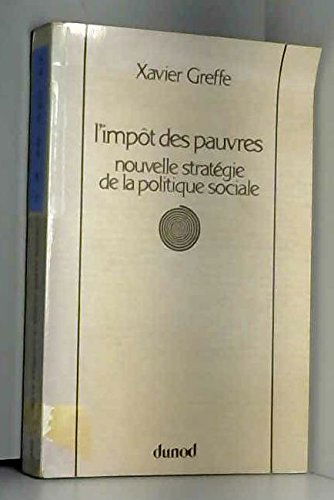 Xavier Greffe
l'impôt des pauvres
nouvelle stratégie
de la politique sociale
dunod